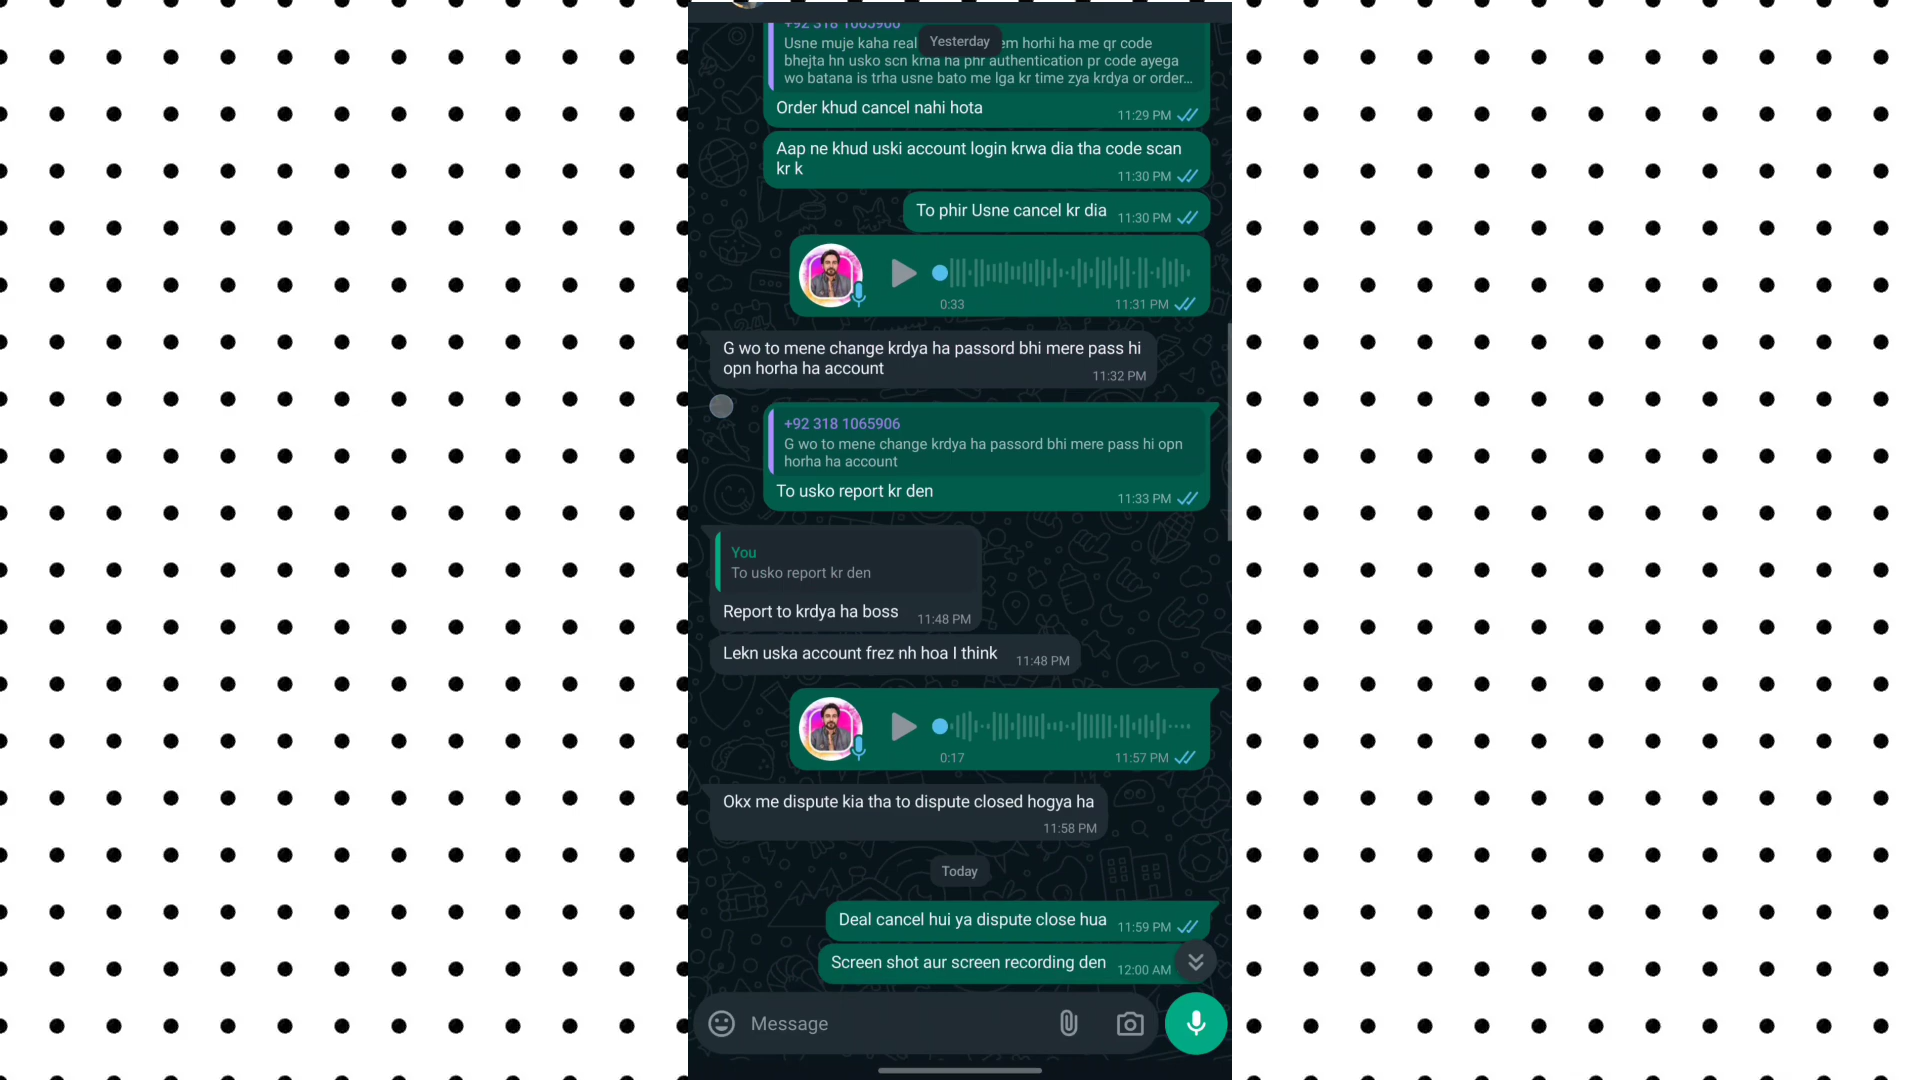 +92 318 1065906
Yesterday
Usne muje kaha real em horhi ha me qr code
bhejta hn usko scn krna ha phr authentication pr code ayega
wo batana is trha usne bato me lga kr time zya krdya or order...
Order khud cancel nahi hota
11:29 PM
Aap ne khud uski account login krwa dia tha code scan
kr k
11:30 PM
To phir Usne cancel kr dia 11:30 PM
0:33 11:31 PM
G wo to mene change krdya ha passord bhi mere pass hi
opn horha ha account
11:32 PM
+92 318 1065906
G wo to mene change krdya ha passord bhi mere pass hi opn
horha ha account
To usko report kr den
11:33 PM
You
To usko report kr den
Report to krdya ha boss 11:48 PM
Lekn uska account frez nh hoa I think 11:48 PM
0:17 11:57 PM
Okx me dispute kia tha to dispute closed hogya ha
11:58 PM
Today
Deal cancel hui ya dispute close hua 11:59 PM
Screen shot aur screen recording den 12:00 AM
Message